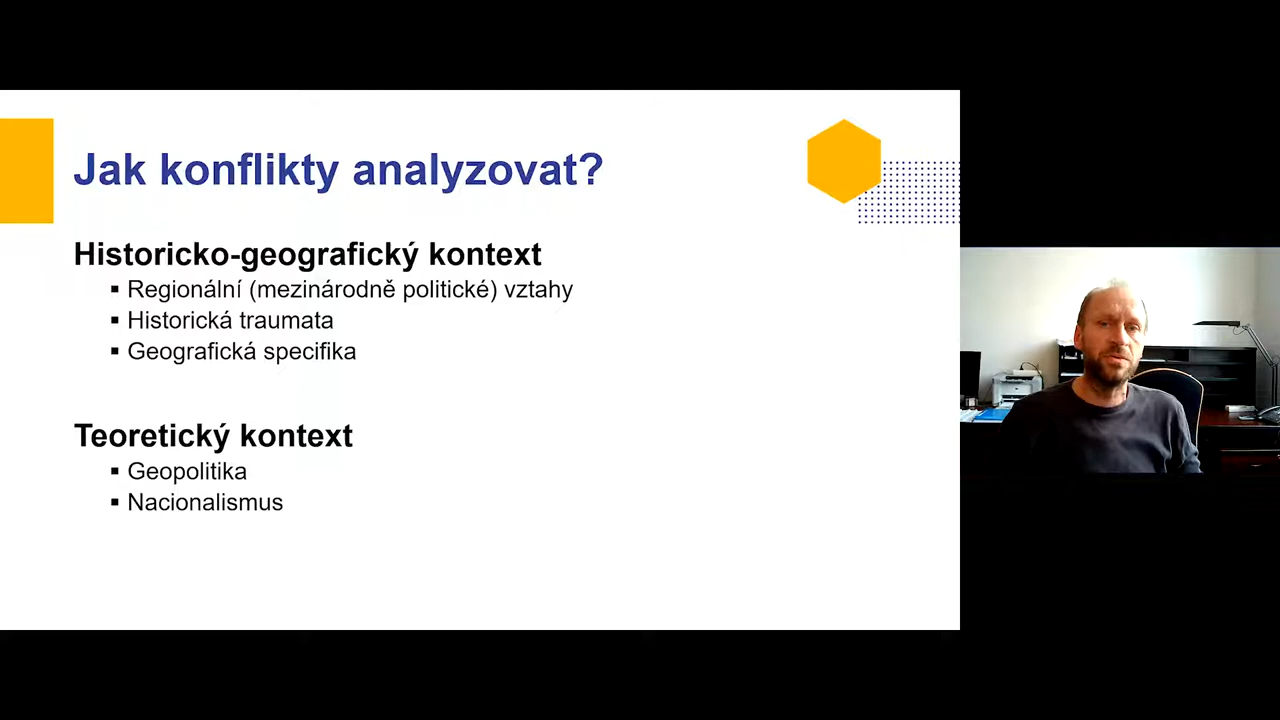 Jak konflikty analyzovat?
Historicko-geografický kontext
▪ Regionální (mezinárodně politické) vztahy
▪ Historická traumata
▪ Geografická specifika
Teoretický kontext
▪ Geopolitika
▪ Nacionalismus